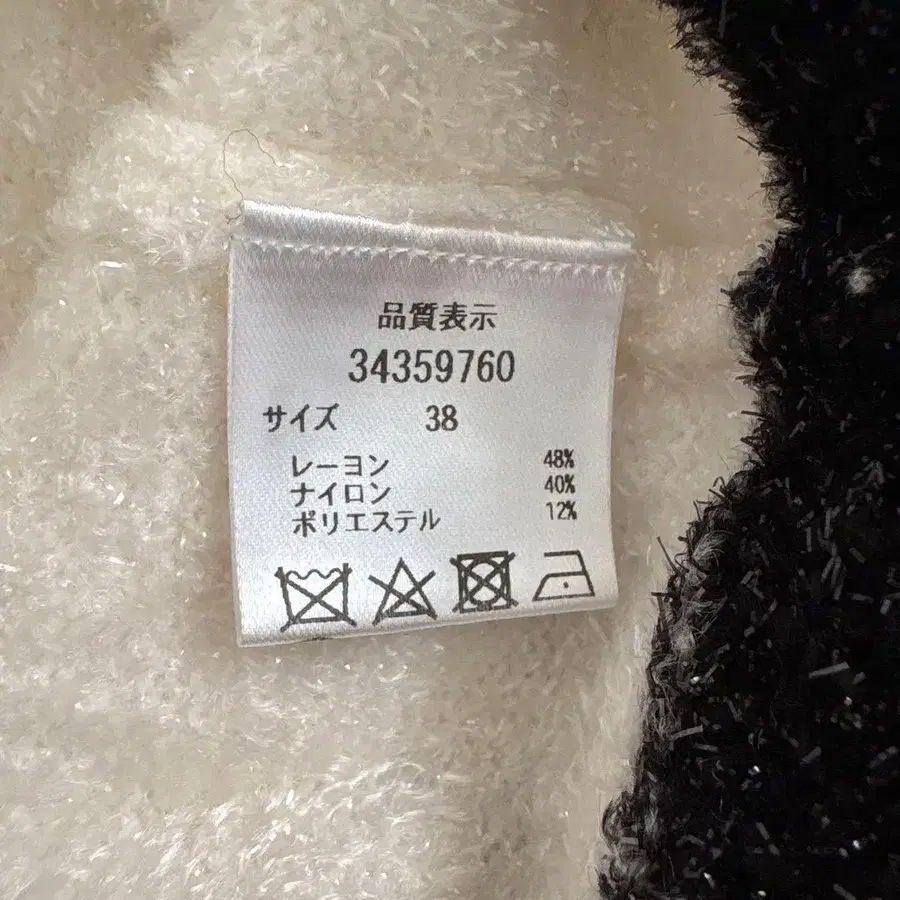 品質表示
34359760
サイズ 38
レーヨン 48%
ナイロン 40%
ポリエステル 12%